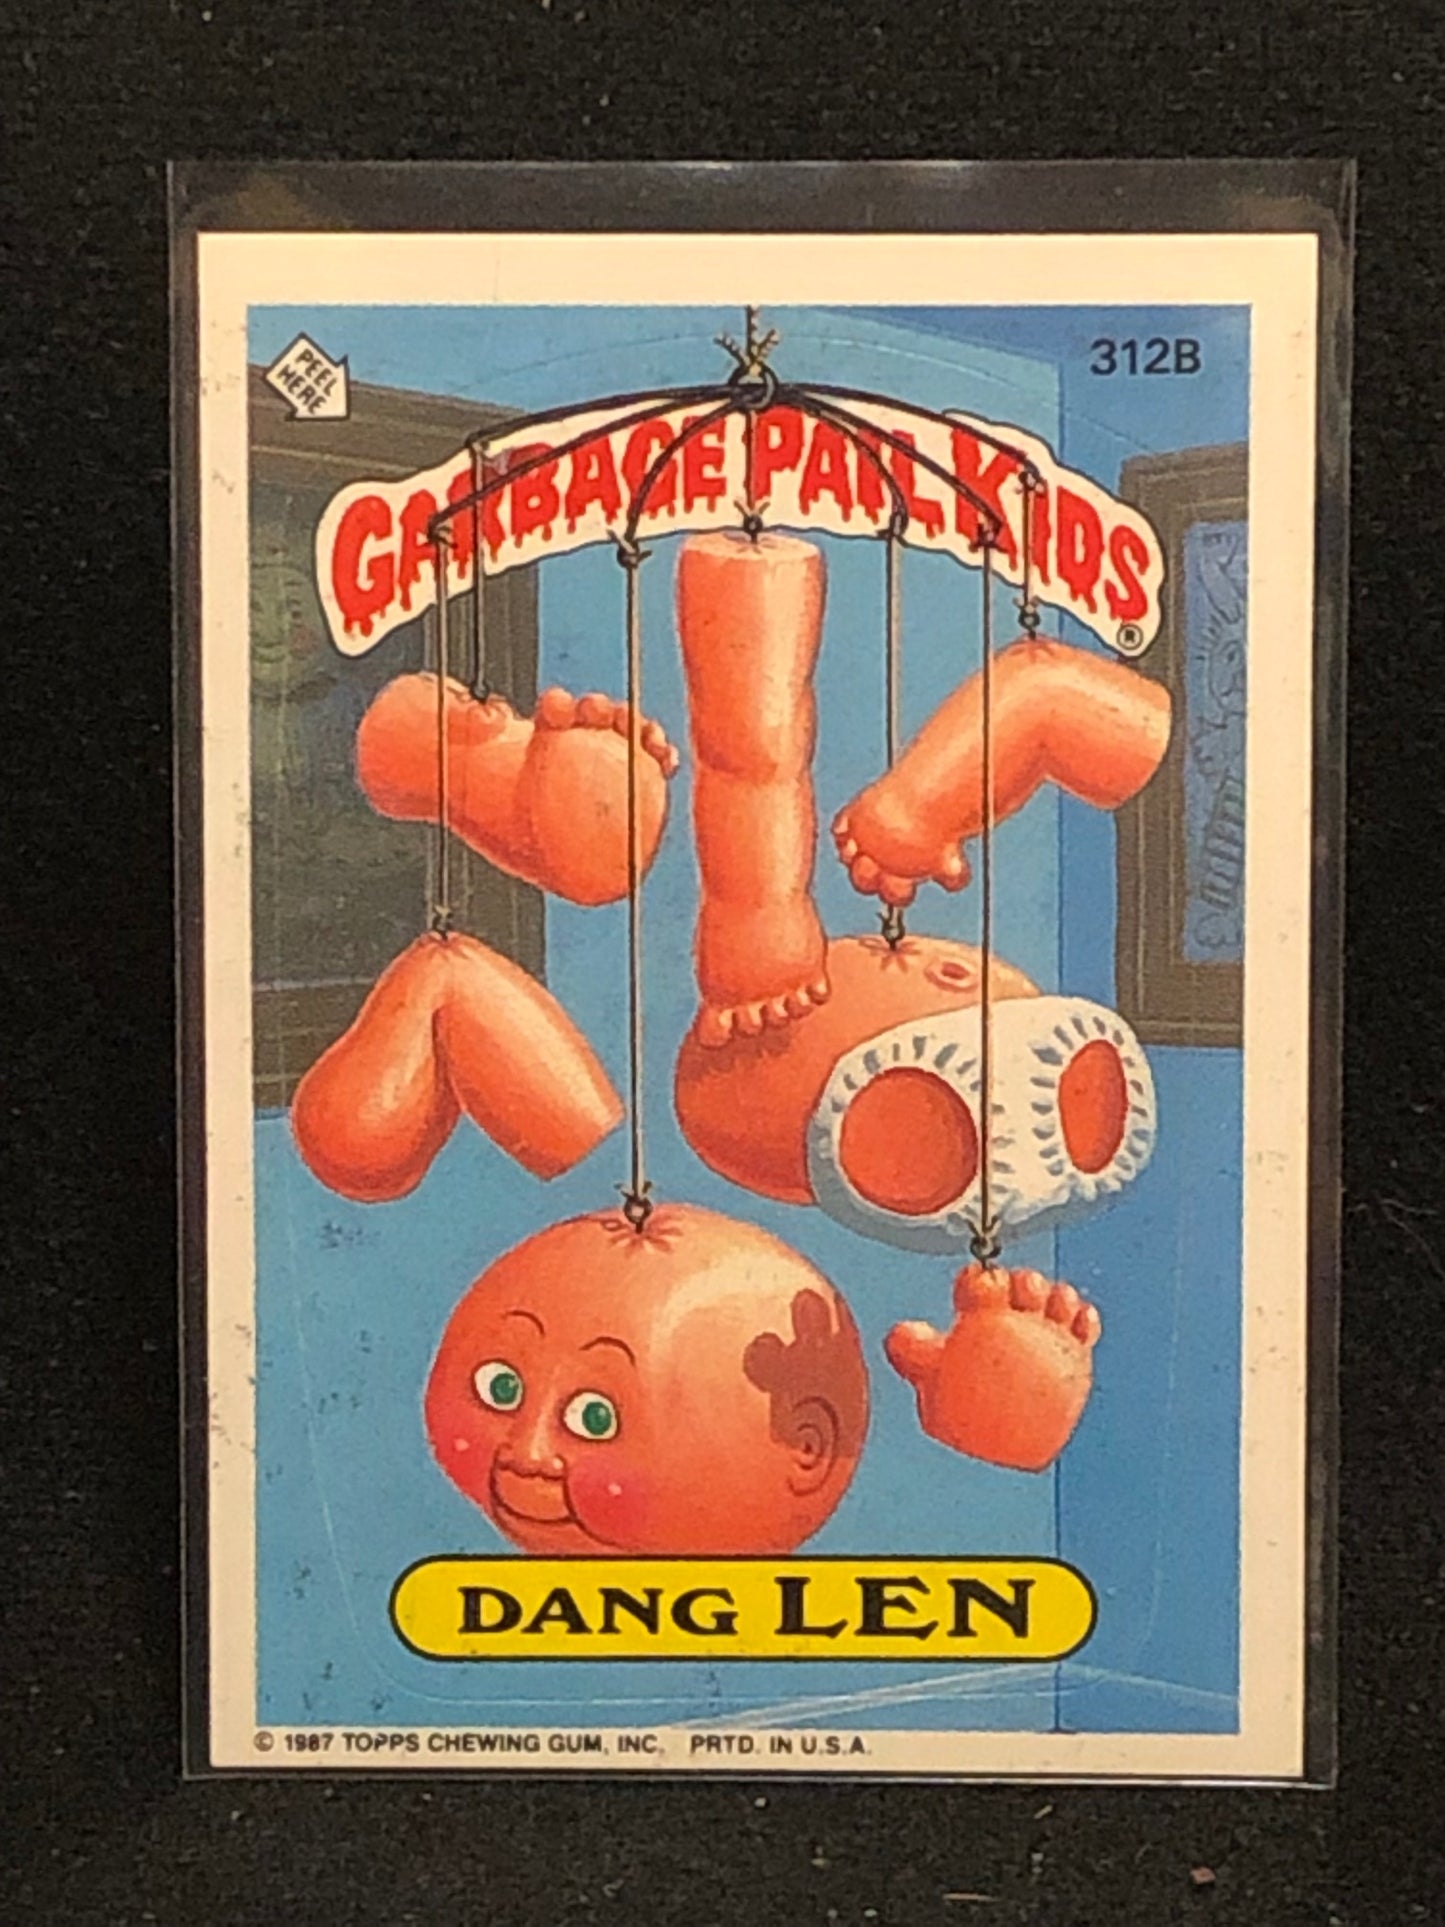 PEEL
HERE
312B
GARBAGE PAIL KIDS
®
DANG LEN
© 1987 TOPPS CHEWING GUM, INC. PRTD. IN U.S.A.